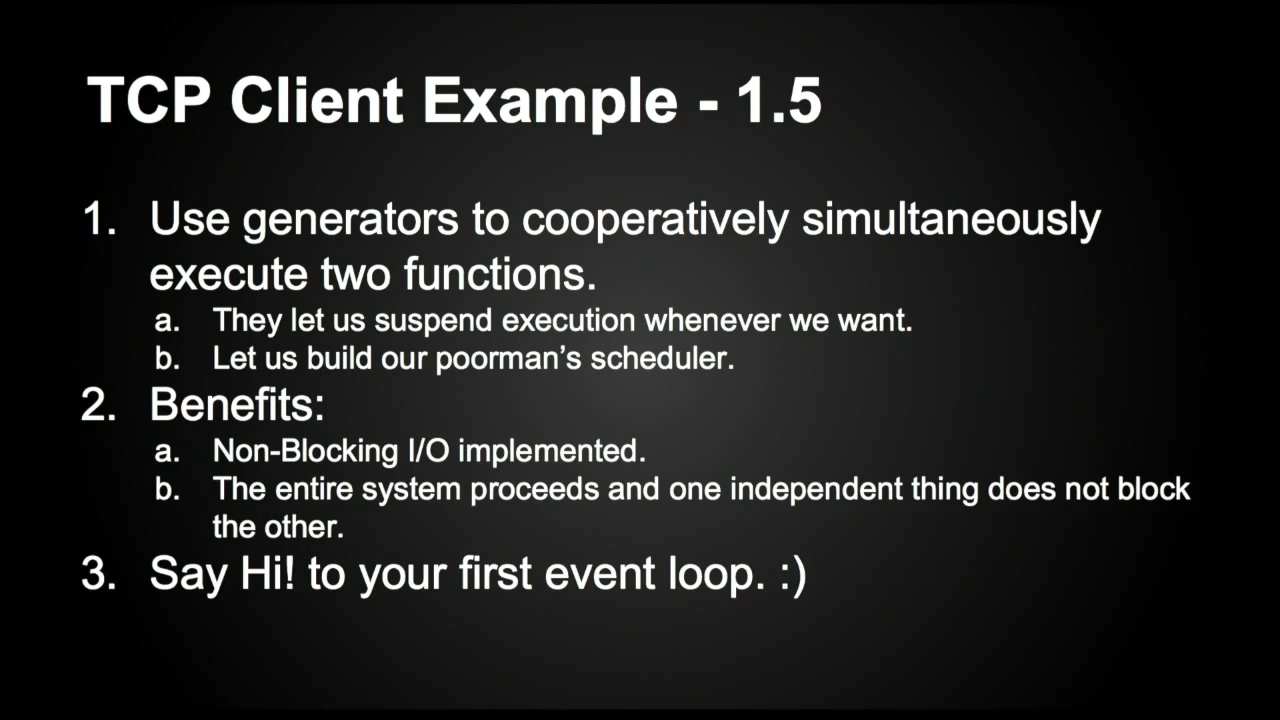 TCP Client Example - 1.5
1. Use generators to cooperatively simultaneously
execute two functions.
a. They let us suspend execution whenever we want.
b. Let us build our poorman’s scheduler.
2. Benefits:
a. Non-Blocking I/O implemented.
b. The entire system proceeds and one independent thing does not block
the other.
3. Say Hi! to your first event loop. :)